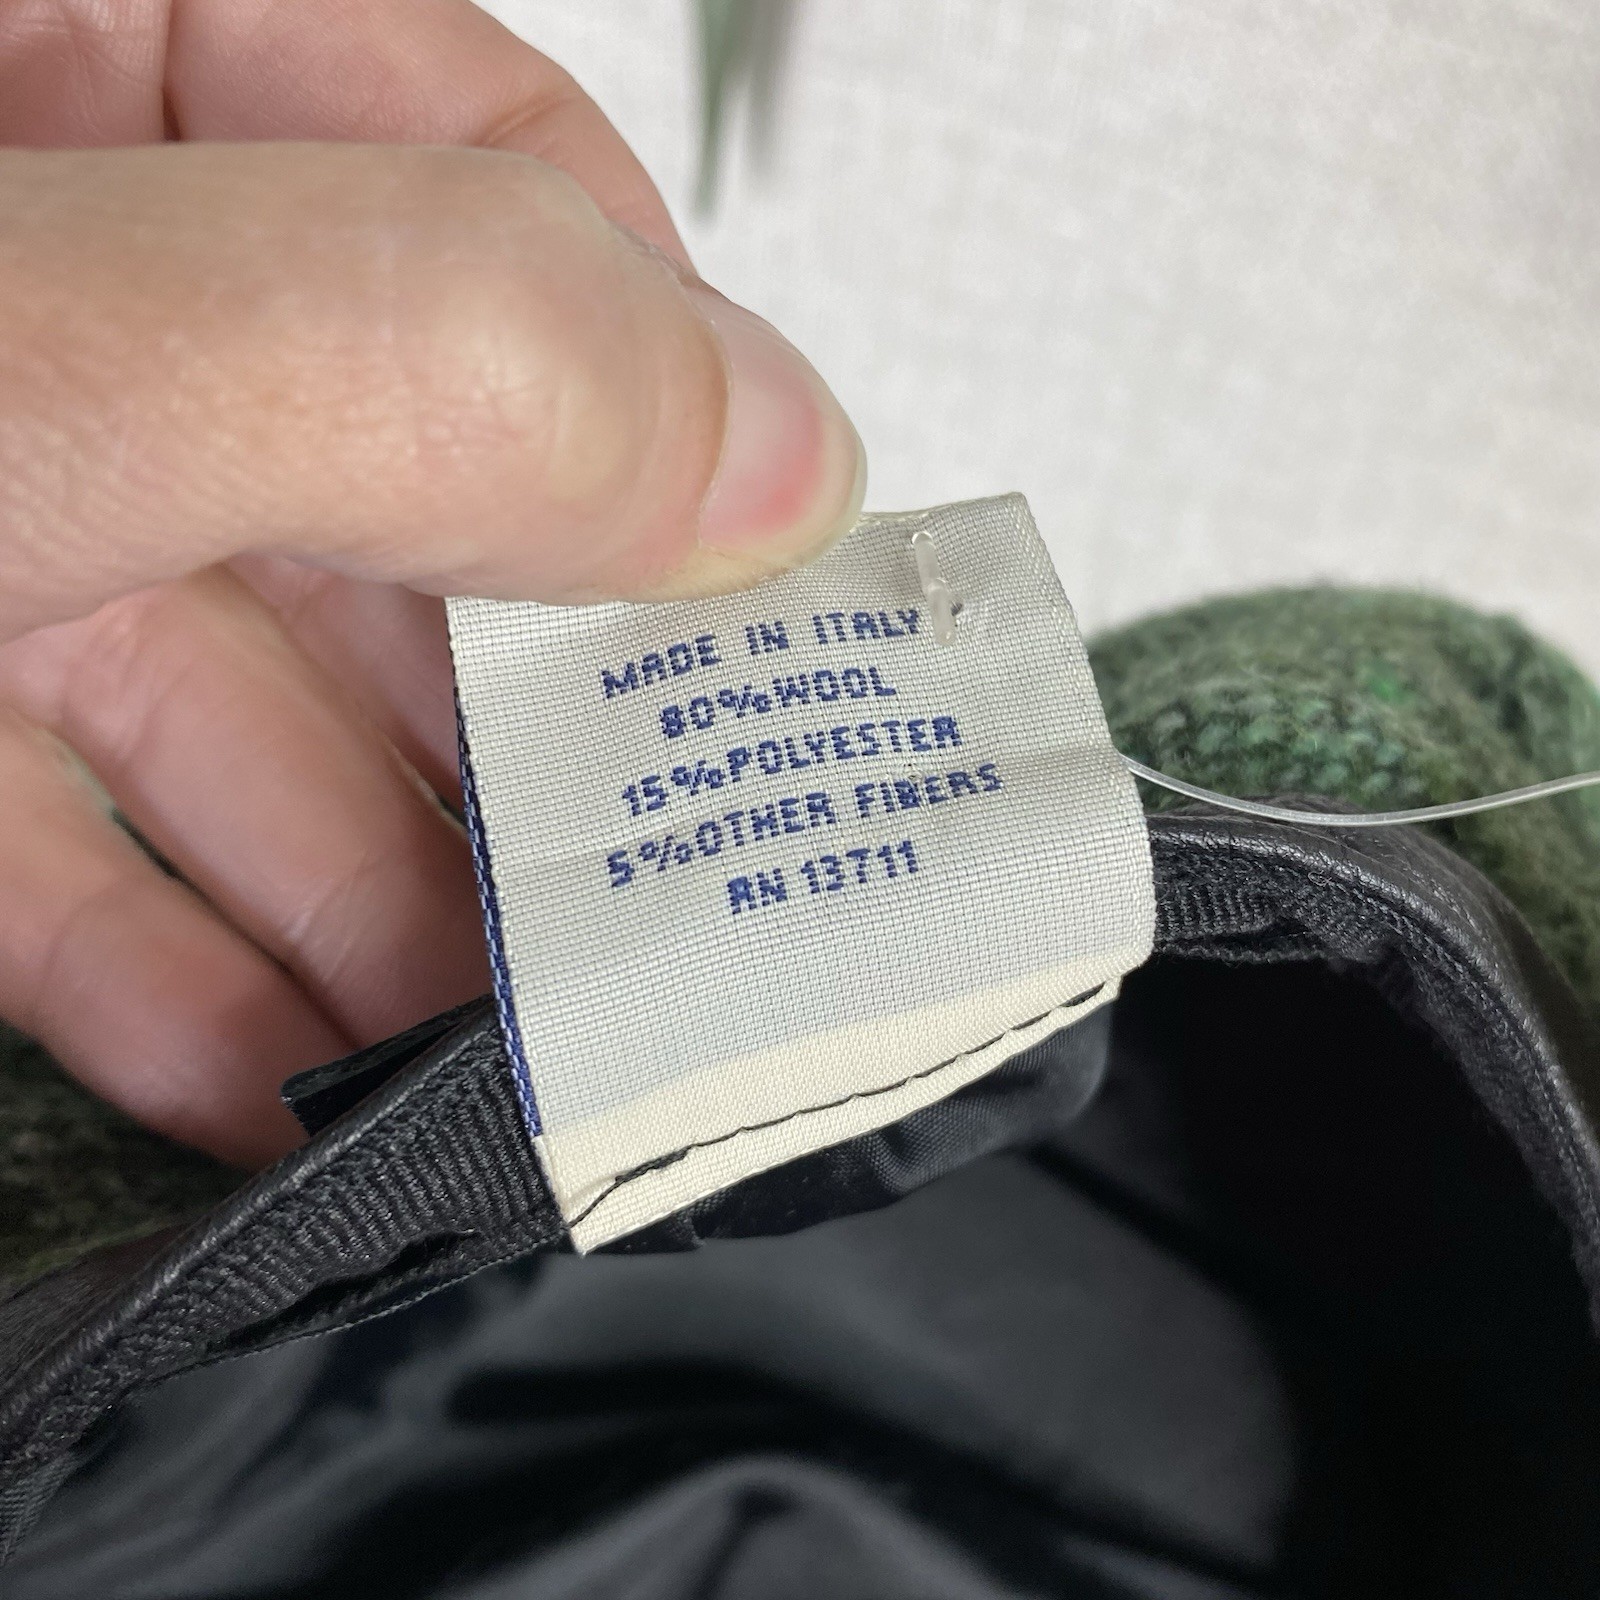 MADE IN ITALY
80%WOOL
15%POLYESTER
5%OTHER FIBERS
RN 13711